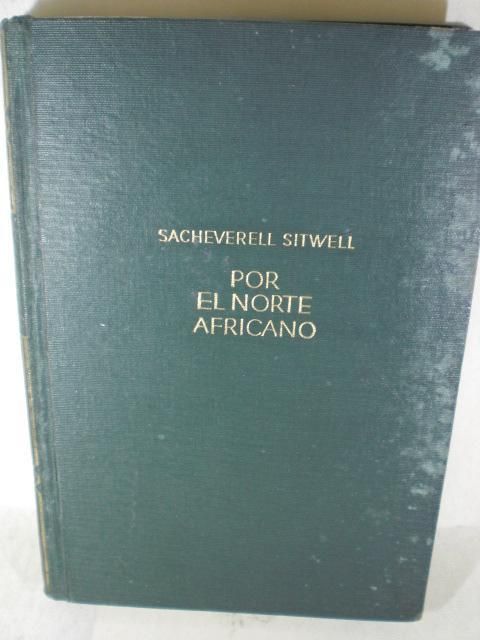 SACHEVERELL SITWELL
POR
EL NORTE
AFRICANO